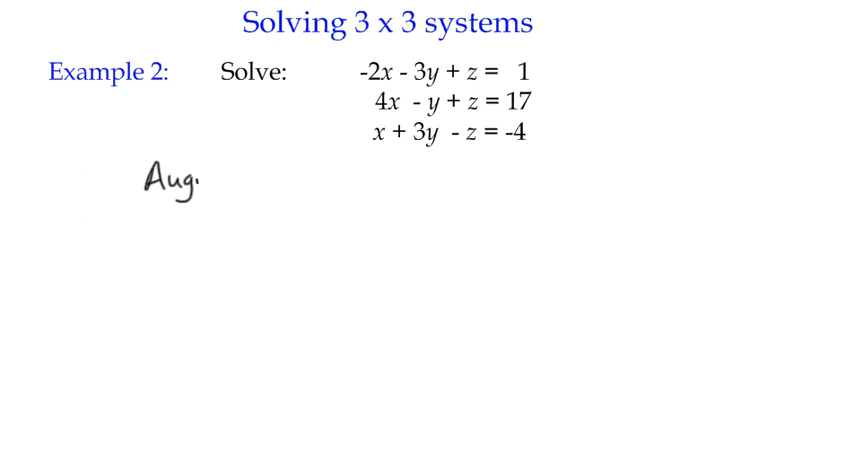 Solving 3 x 3 systems
Example 2: Solve: -2x - 3y + z = 1
4x - y + z = 17
x + 3y - z = -4
Aug.